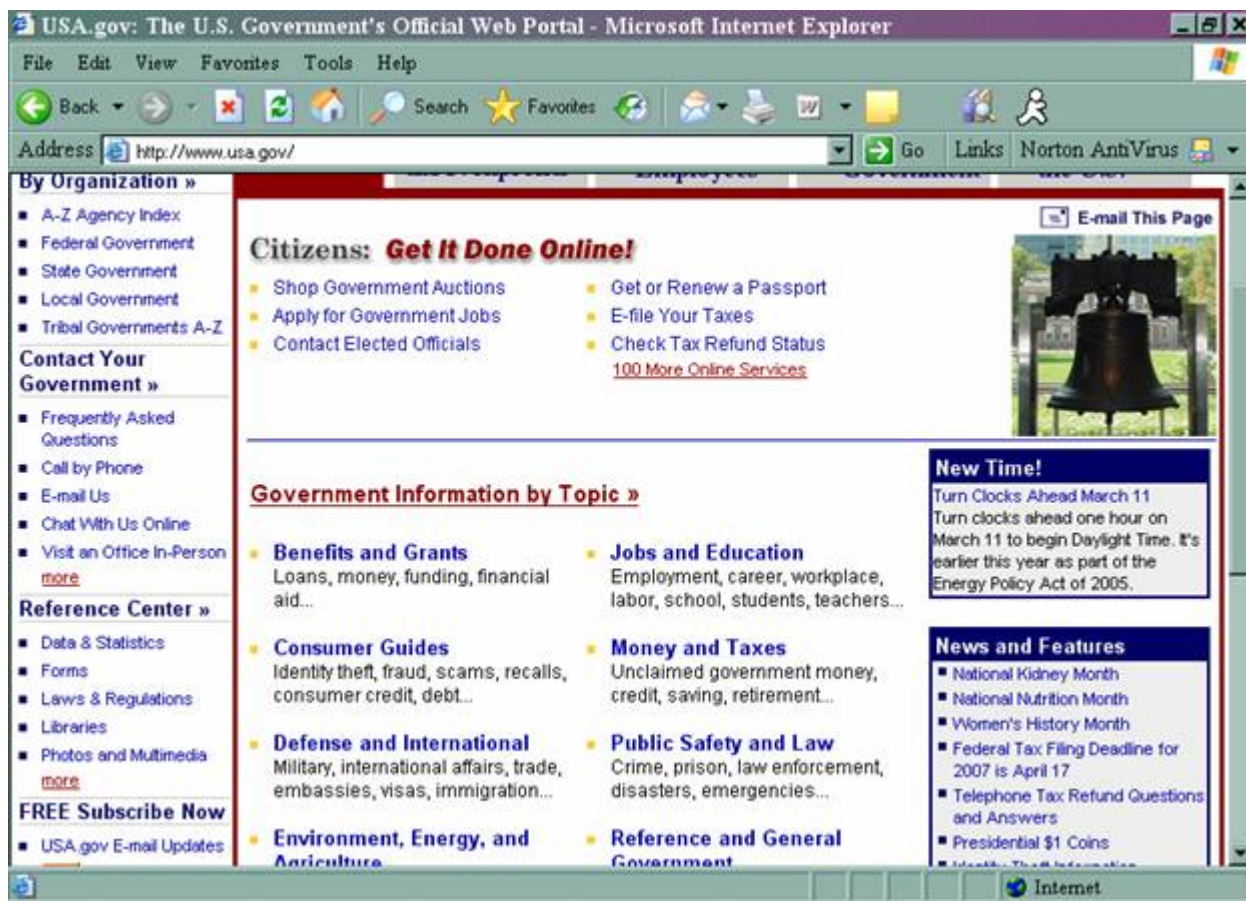 USA.gov: The U.S. Government's Official Web Portal - Microsoft Internet Explorer
File Edit View Favorites Tools Help
Back Search Favorites
Address http://www.usa.gov/ Go Links Norton AntiVirus
By Organization »
A-Z Agency Index
Federal Government
State Government
Local Government
Tribal Governments A-Z
Contact Your
Government »
Frequently Asked
Questions
Call by Phone
E-mail Us
Chat With Us Online
Visit an Office In-Person
more
Reference Center »
Data & Statistics
Forms
Laws & Regulations
Libraries
Photos and Multimedia
more
FREE Subscribe Now
USA.gov E-mail Updates
Employees Government the U.S.
E-mail This Page
Citizens: Get It Done Online!
Shop Government Auctions
Apply for Government Jobs
Contact Elected Officials
Get or Renew a Passport
E-file Your Taxes
Check Tax Refund Status
100 More Online Services
Government Information by Topic »
Benefits and Grants
Loans, money, funding, financial
aid...
Consumer Guides
Identity theft, fraud, scams, recalls,
consumer credit, debt...
Defense and International
Military, international affairs, trade,
embassies, visas, immigration...
Environment, Energy, and
Agriculture
Jobs and Education
Employment, career, workplace,
labor, school, students, teachers...
Money and Taxes
Unclaimed government money,
credit, saving, retirement...
Public Safety and Law
Crime, prison, law enforcement,
disasters, emergencies...
Reference and General
Government
New Time!
Turn Clocks Ahead March 11
Turn clocks ahead one hour on
March 11 to begin Daylight Time. It's
earlier this year as part of the
Energy Policy Act of 2005.
News and Features
National Kidney Month
National Nutrition Month
Women's History Month
Federal Tax Filing Deadline for
2007 is April 17
Telephone Tax Refund Questions
and Answers
Presidential $1 Coins
Identity Theft Information
Internet